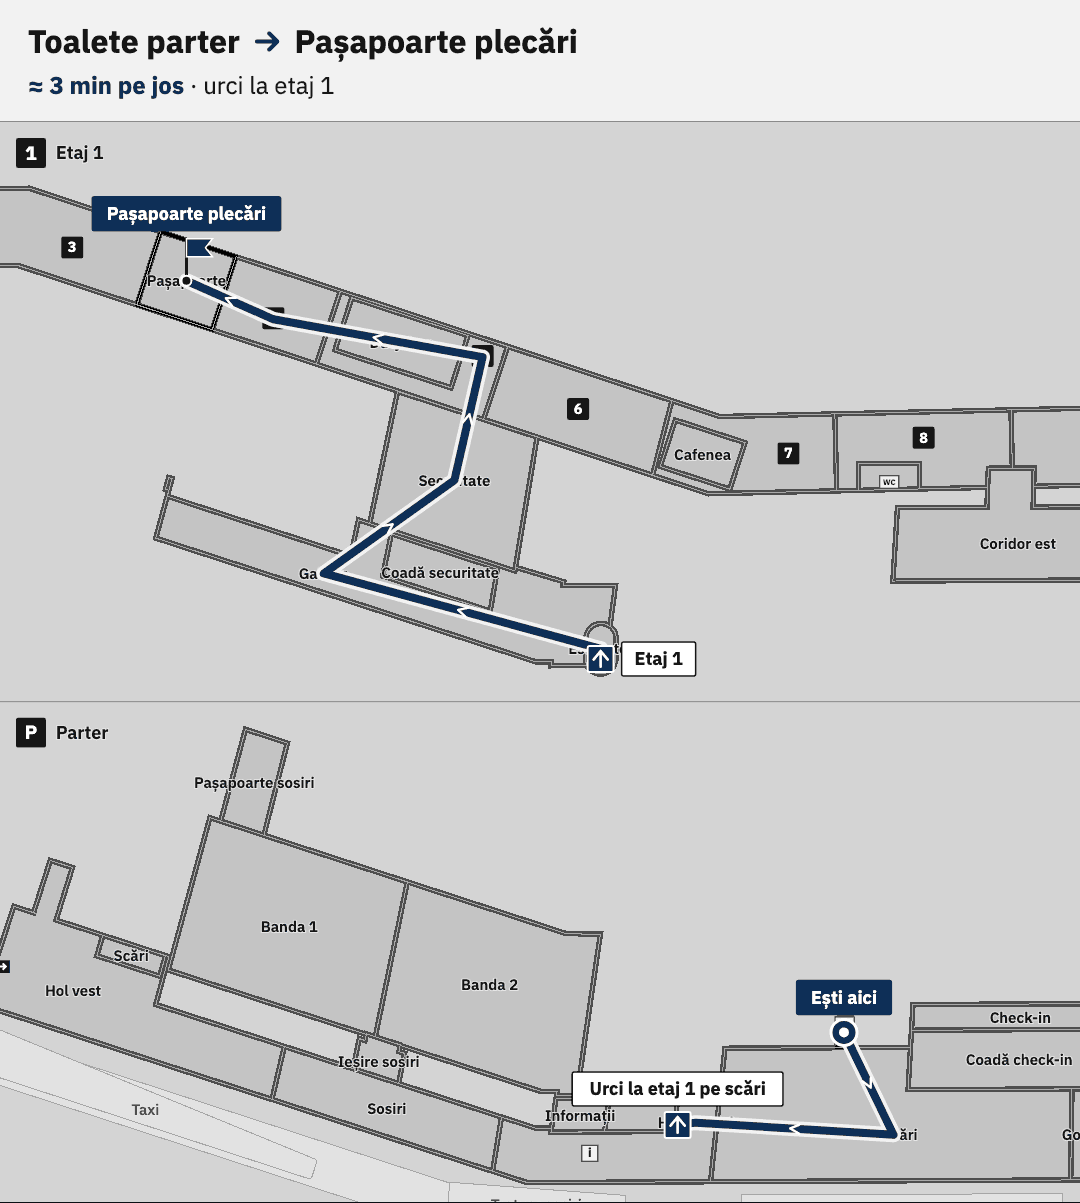 Toalete parter → Pașapoarte plecări
≈ 3 min pe jos · urci la etaj 1
1 Etaj 1
Pașapoarte plecări
3
6
Cafenea
7
8
WC
Securitate
Coridor est
Coadă securitate
Etaj 1
P Parter
Pașapoarte sosiri
Banda 1
Scări
Banda 2
Hol vest
Ești aici
Check-in
Coadă check-in
Ieșire sosiri
Urci la etaj 1 pe scări
Sosiri
Taxi
Informații
i